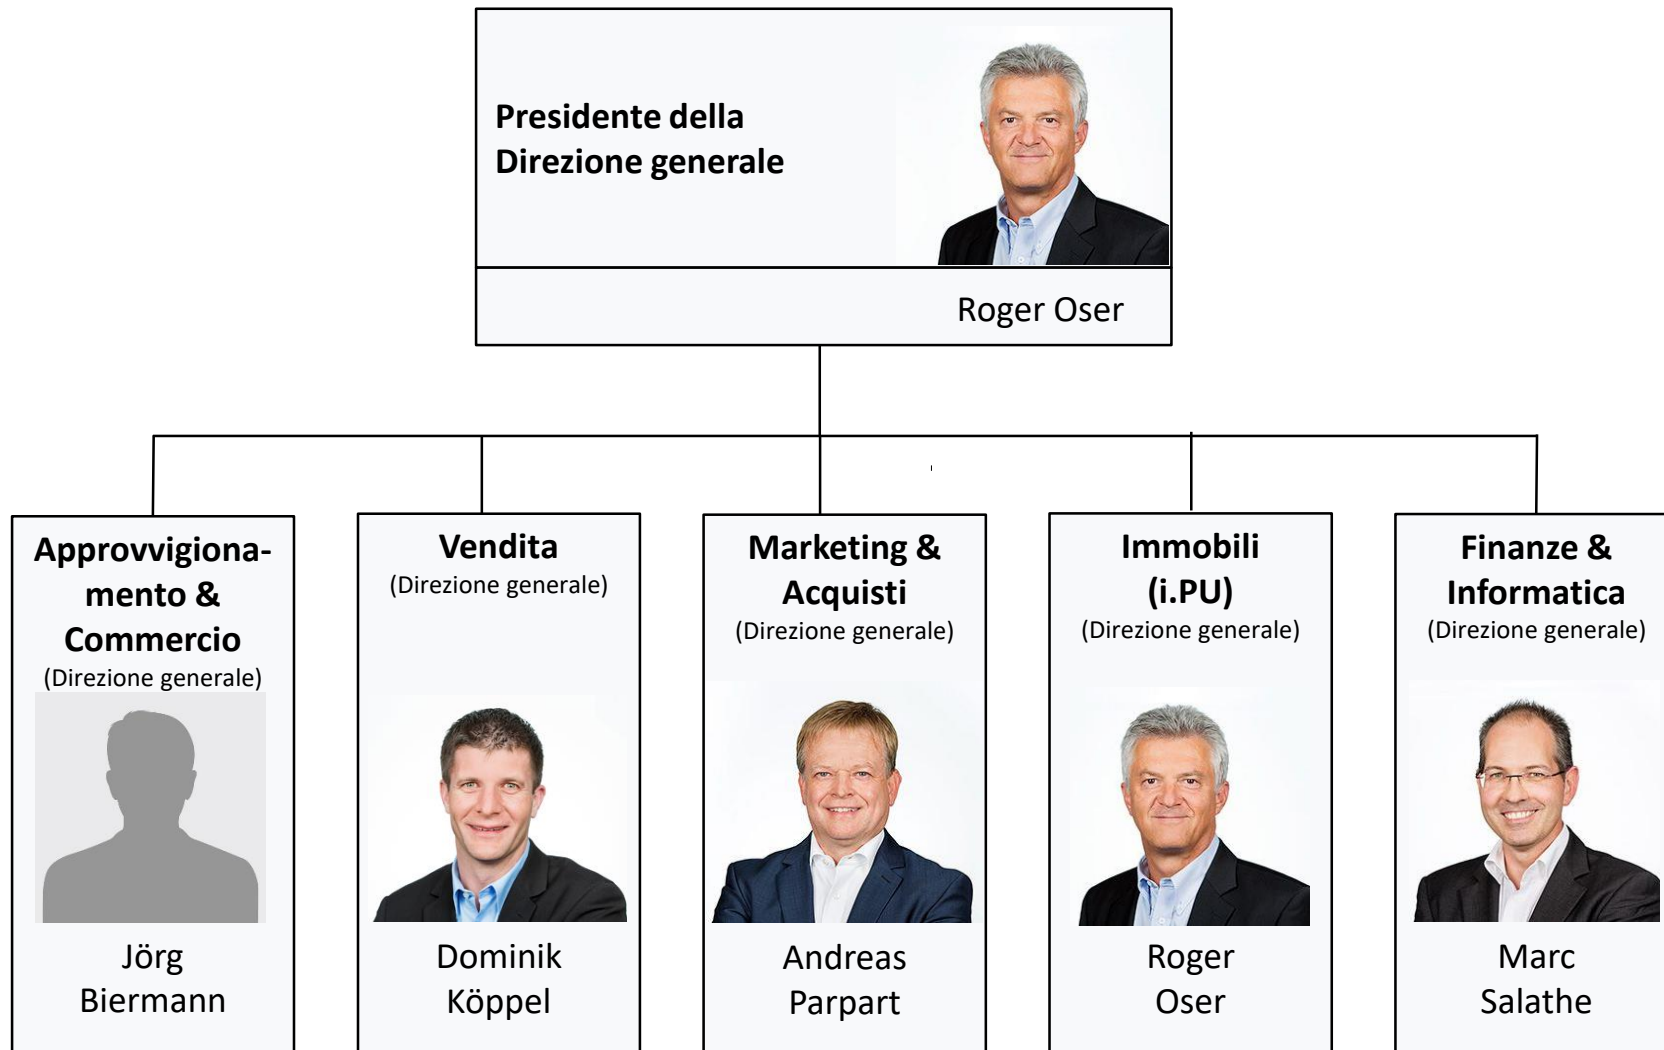 Presidente della
Direzione generale
Roger Oser
Approvvigiona-
mento &
Commercio
(Direzione generale)
Jörg
Biermann
Vendita
(Direzione generale)
Dominik
Köppel
Marketing &
Acquisti
(Direzione generale)
Andreas
Parpart
Immobili
(i.PU)
(Direzione generale)
Roger
Oser
Finanze &
Informatica
(Direzione generale)
Marc
Salathe